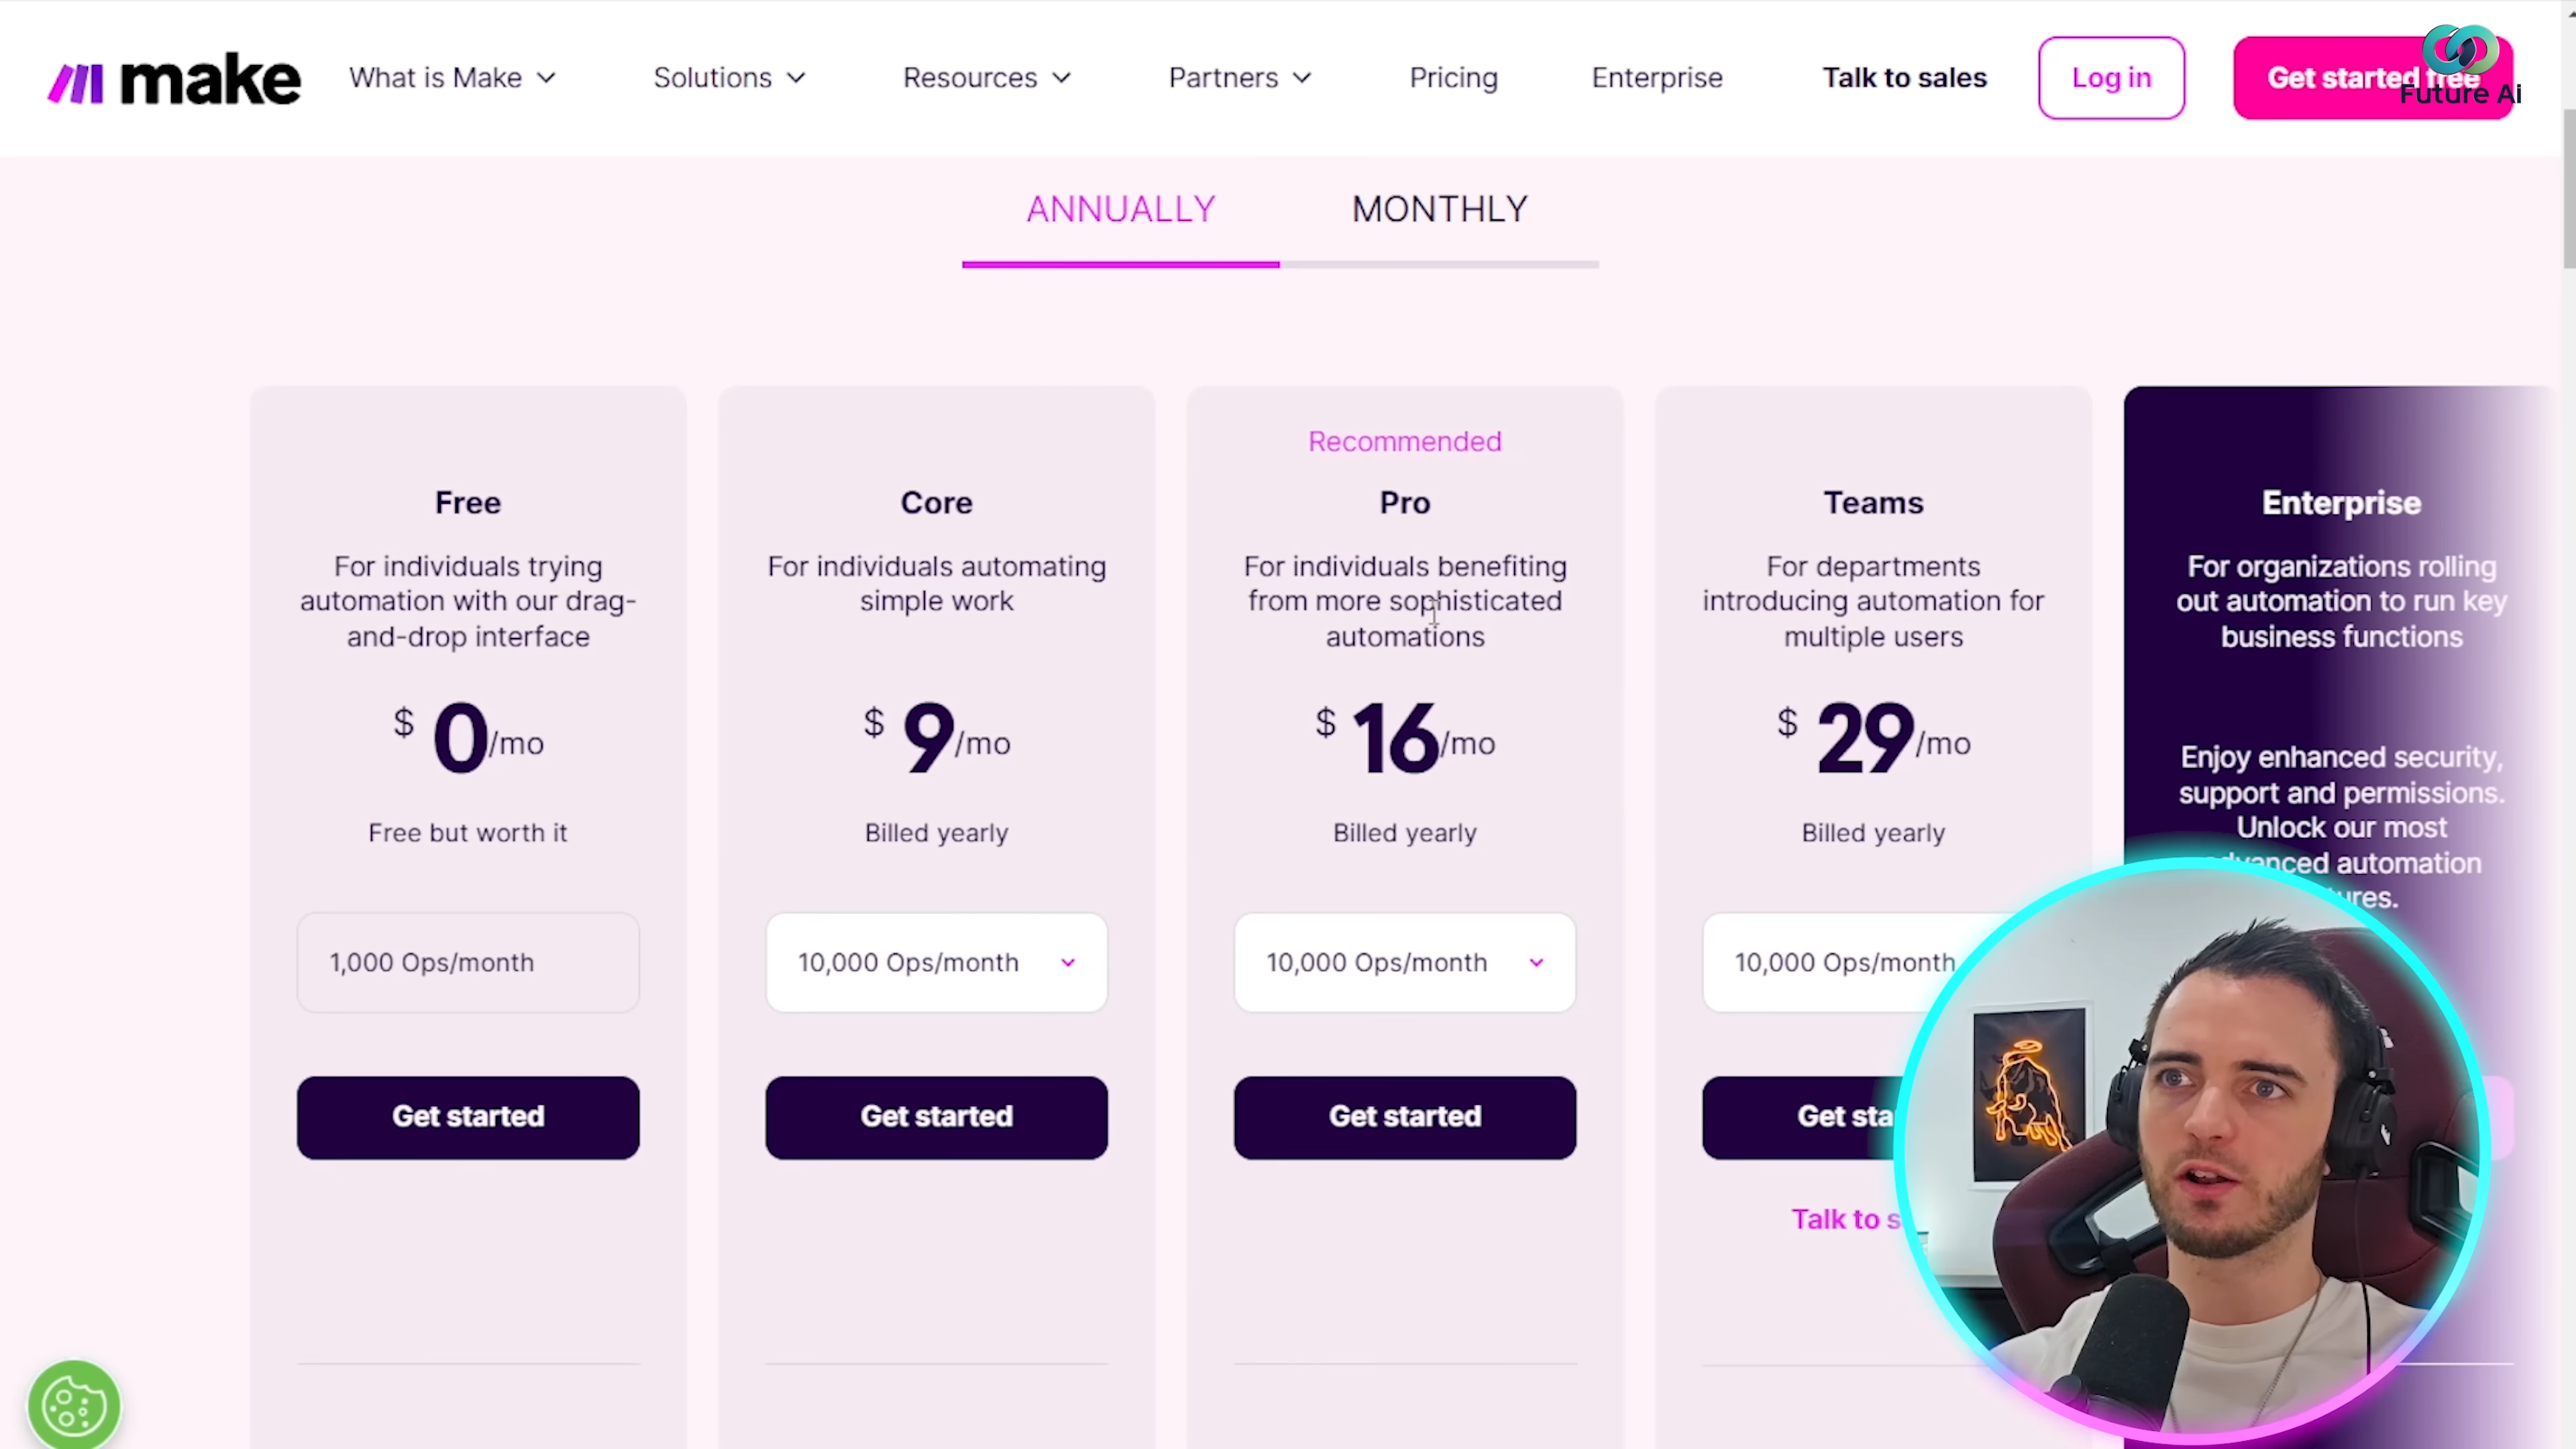 make
What is Make
Solutions
Resources
Partners
Pricing
Enterprise
Talk to sales
Log in
Get started free
Future Ai
ANNUALLY
MONTHLY
Free
For individuals trying
automation with our drag-
and-drop interface
$ 0/mo
Free but worth it
1,000 Ops/month
Get started
Core
For individuals automating
simple work
$ 9/mo
Billed yearly
10,000 Ops/month
Get started
Recommended
Pro
For individuals benefiting
from more sophisticated
automations
$ 16/mo
Billed yearly
10,000 Ops/month
Get started
Teams
For departments
introducing automation for
multiple users
$ 29/mo
Billed yearly
10,000 Ops/month
Get sta
Talk to s
Enterprise
For organizations rolling
out automation to run key
business functions
Enjoy enhanced security,
support and permissions.
Unlock our most
automation